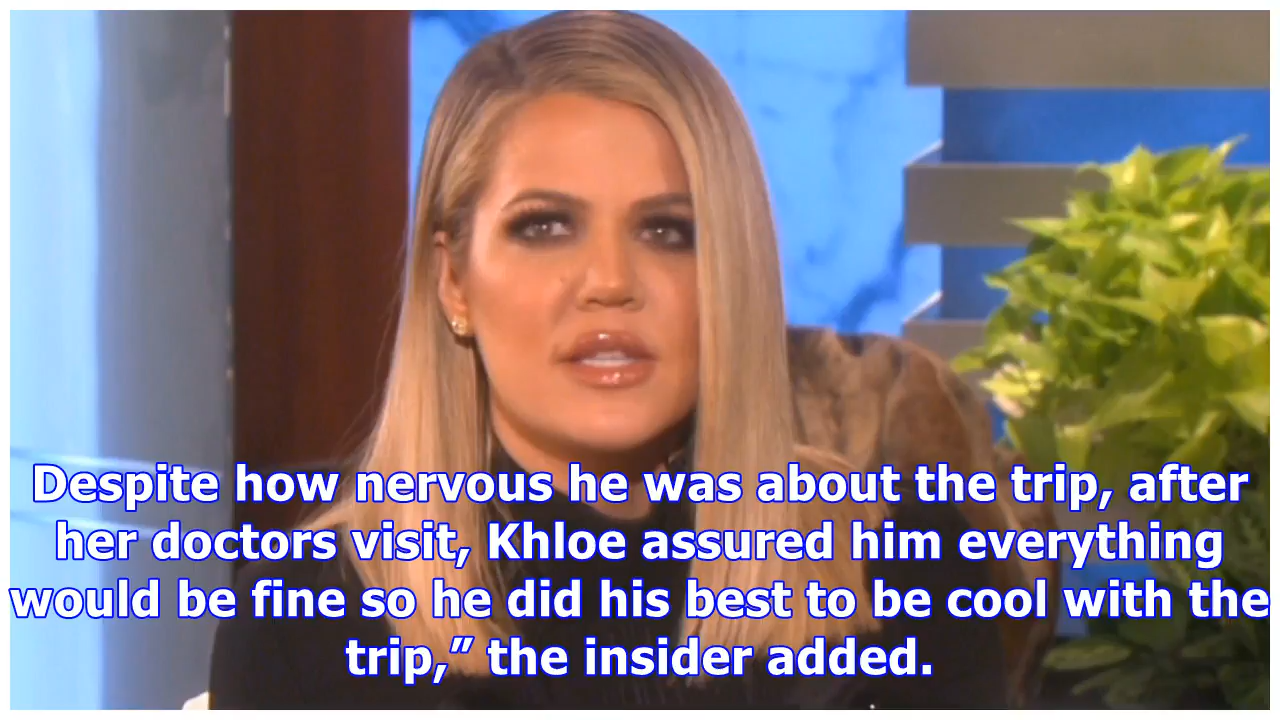 Despite how nervous he was about the trip, after
her doctors visit, Khloe assured him everything
would be fine so he did his best to be cool with the
trip,” the insider added.